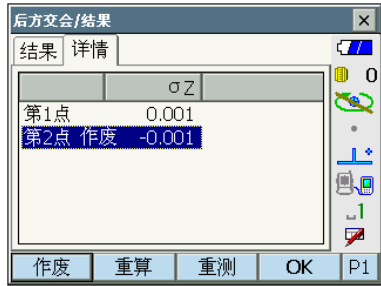 后方交会/结果
结果 详情
0
σZ
第1点 0.001
第2点 作废 -0.001
1
作废 重算 重测 OK P1